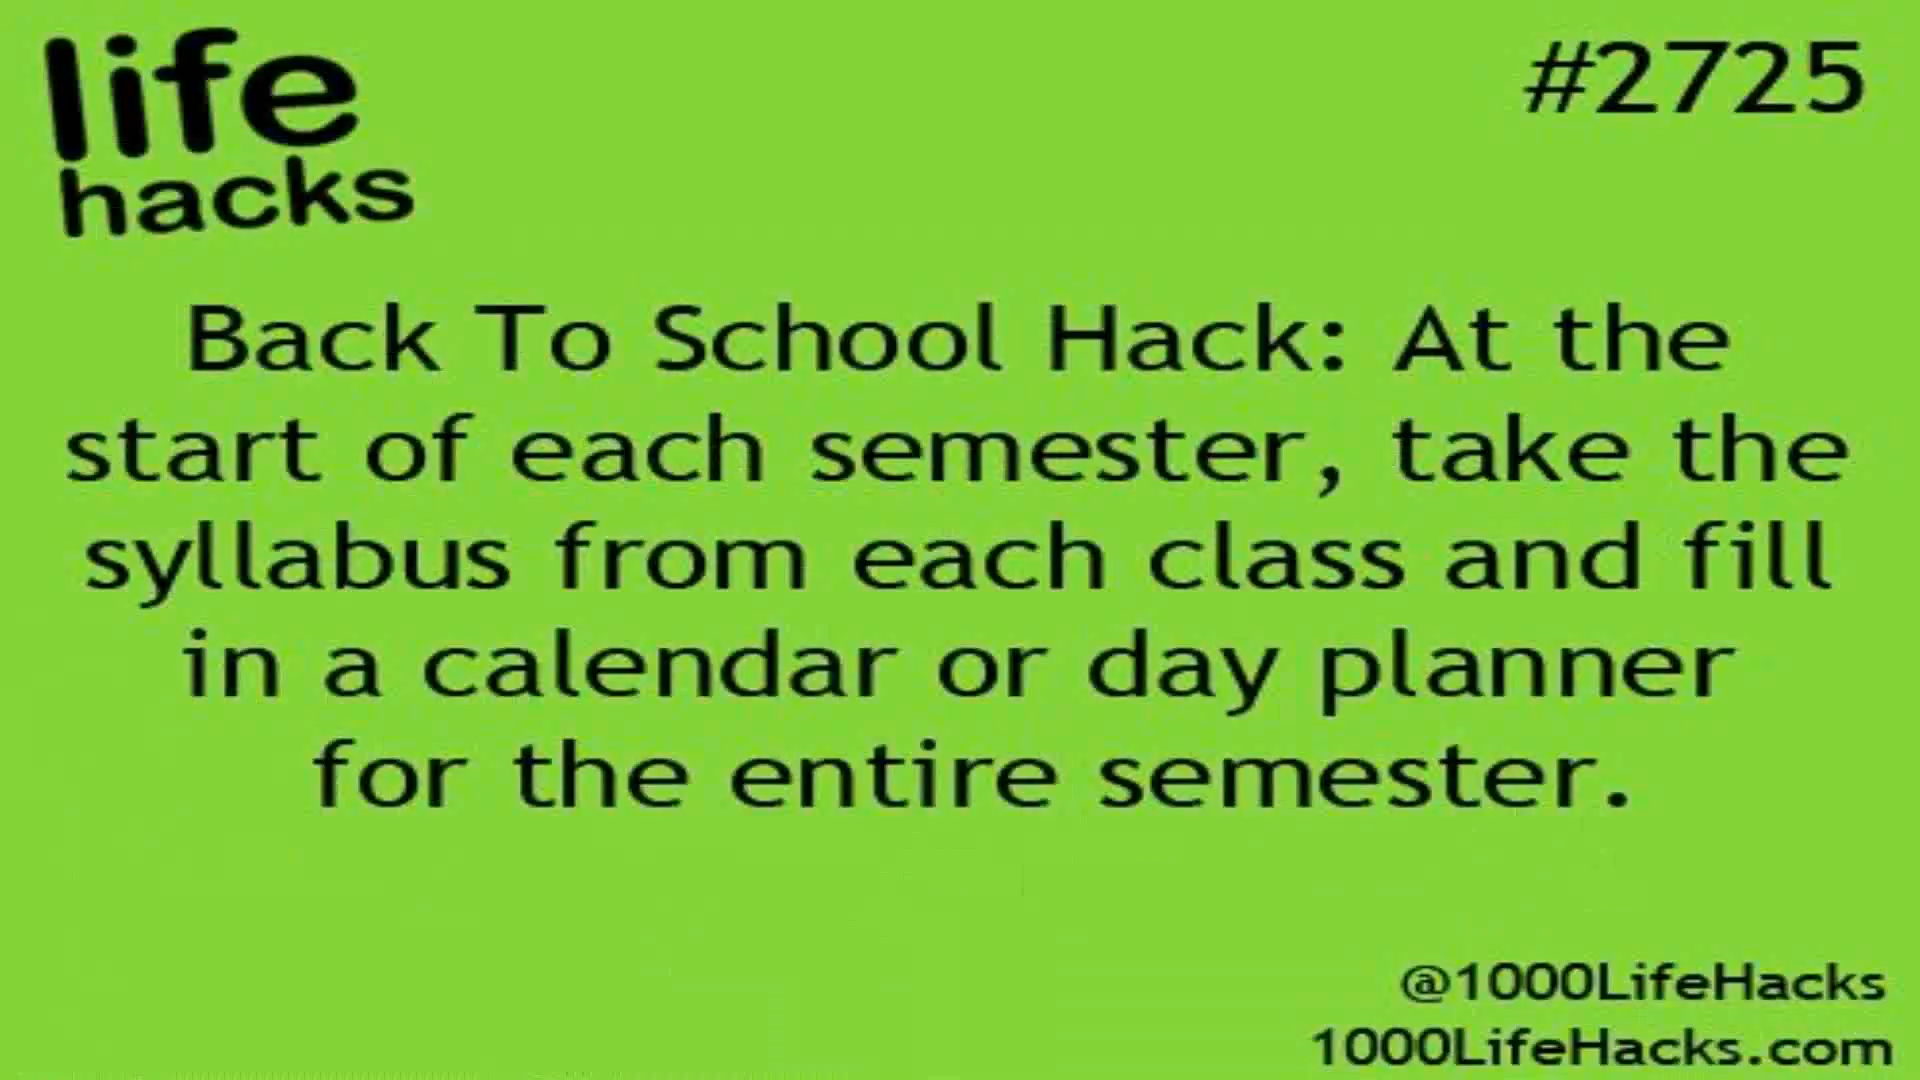 life
hacks
#2725
Back To School Hack: At the
start of each semester, take the
syllabus from each class and fill
in a calendar or day planner
for the entire semester.
@1000LifeHacks
1000LifeHacks.com